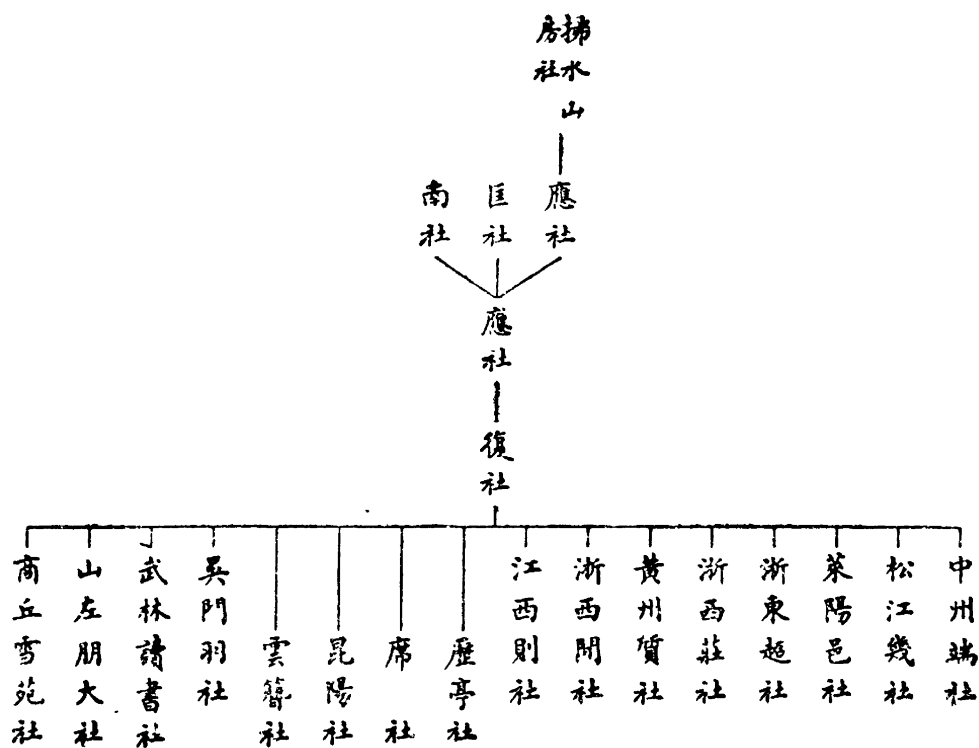 拂水山
房社
應社
匡社
南社
應社
復社
中州端社
松江幾社
萊陽邑社
浙東超社
浙西莊社
黄州質社
浙西聞社
江西則社
歷亭社
席社
昆陽社
雲簪社
吳門羽社
武林讀書社
山左朋大社
商丘雪苑社